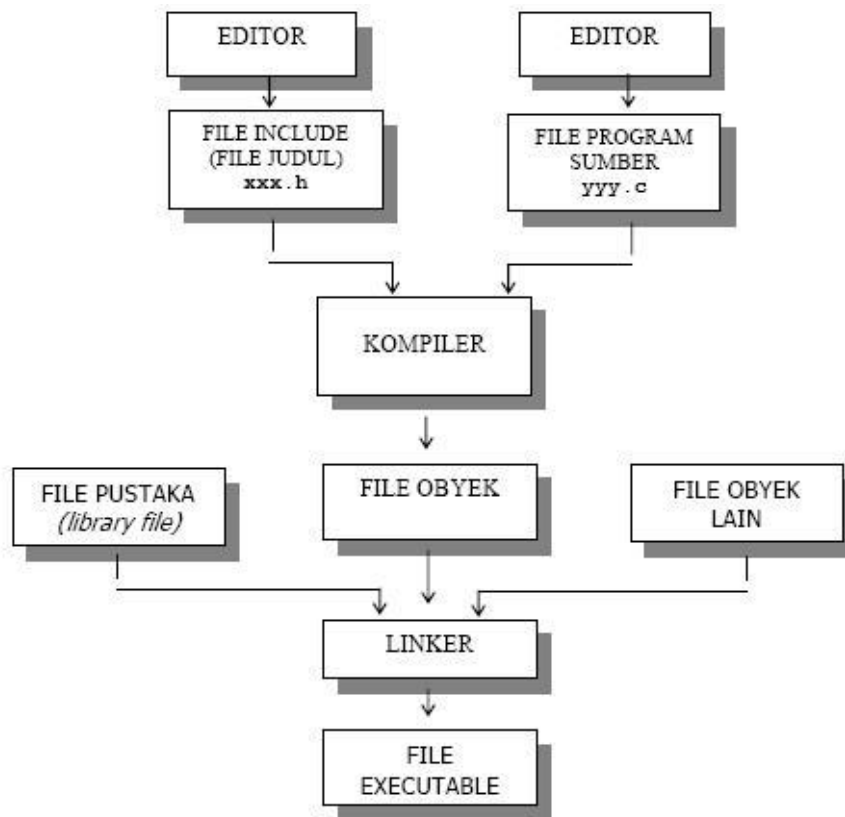 EDITOR
EDITOR
FILE INCLUDE
(FILE JUDUL)
xxx.h
FILE PROGRAM
SUMBER
yyy.c
KOMPILER
FILE PUSTAKA
(library file)
FILE OBYEK
FILE OBYEK
LAIN
LINKER
FILE
EXECUTABLE